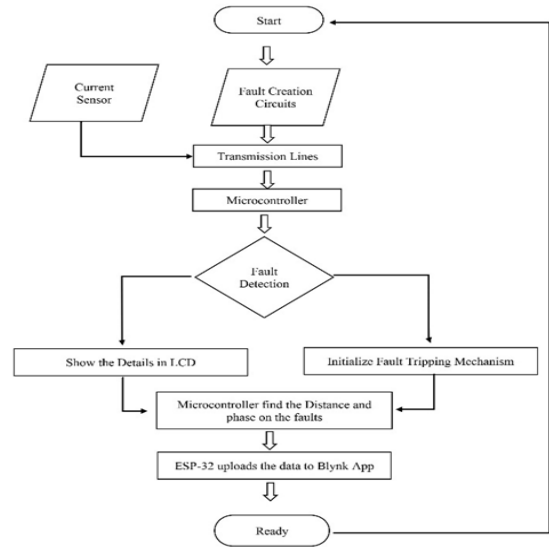 Start
Current
Sensor
Fault Creation
Circuits
Transmission Lines
Microcontroller
Fault
Detection
Show the Details in LCD
Initialize Fault Tripping Mechanism
Microcontroller find the Distance and
phase on the faults
ESP-32 uploads the data to Blynk App
Ready